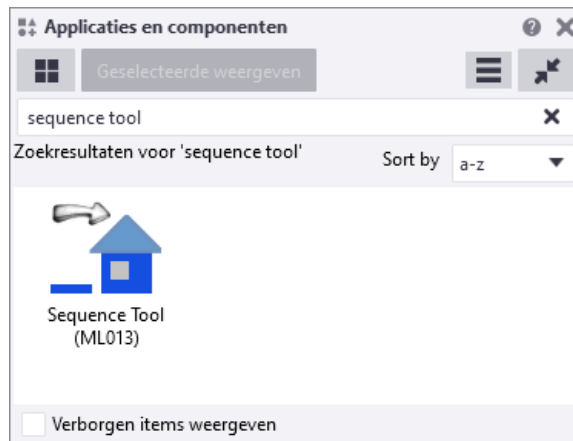 Applicaties en componenten
Geselecteerde weergeven
sequence tool
Zoekresultaten voor 'sequence tool'
Sort by a-z
Sequence Tool
(ML013)
Verborgen items weergeven